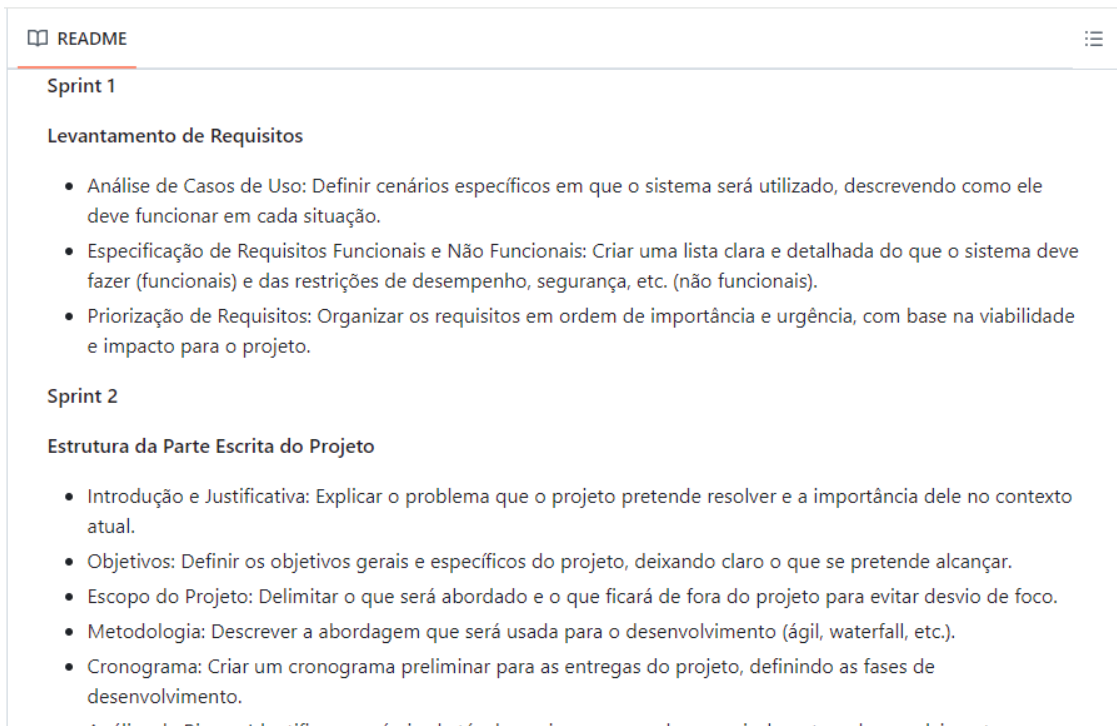 README
Sprint 1
Levantamento de Requisitos
Análise de Casos de Uso: Definir cenários específicos em que o sistema será utilizado, descrevendo como ele
deve funcionar em cada situação.
Especificação de Requisitos Funcionais e Não Funcionais: Criar uma lista clara e detalhada do que o sistema deve
fazer (funcionais) e das restrições de desempenho, segurança, etc. (não funcionais).
Priorização de Requisitos: Organizar os requisitos em ordem de importância e urgência, com base na viabilidade
e impacto para o projeto.
Sprint 2
Estrutura da Parte Escrita do Projeto
Introdução e Justificativa: Explicar o problema que o projeto pretende resolver e a importância dele no contexto
atual.
Objetivos: Definir os objetivos gerais e específicos do projeto, deixando claro o que se pretende alcançar.
Escopo do Projeto: Delimitar o que será abordado e o que ficará de fora do projeto para evitar desvio de foco.
Metodologia: Descrever a abordagem que será usada para o desenvolvimento (ágil, waterfall, etc.).
Cronograma: Criar um cronograma preliminar para as entregas do projeto, definindo as fases de
desenvolvimento.